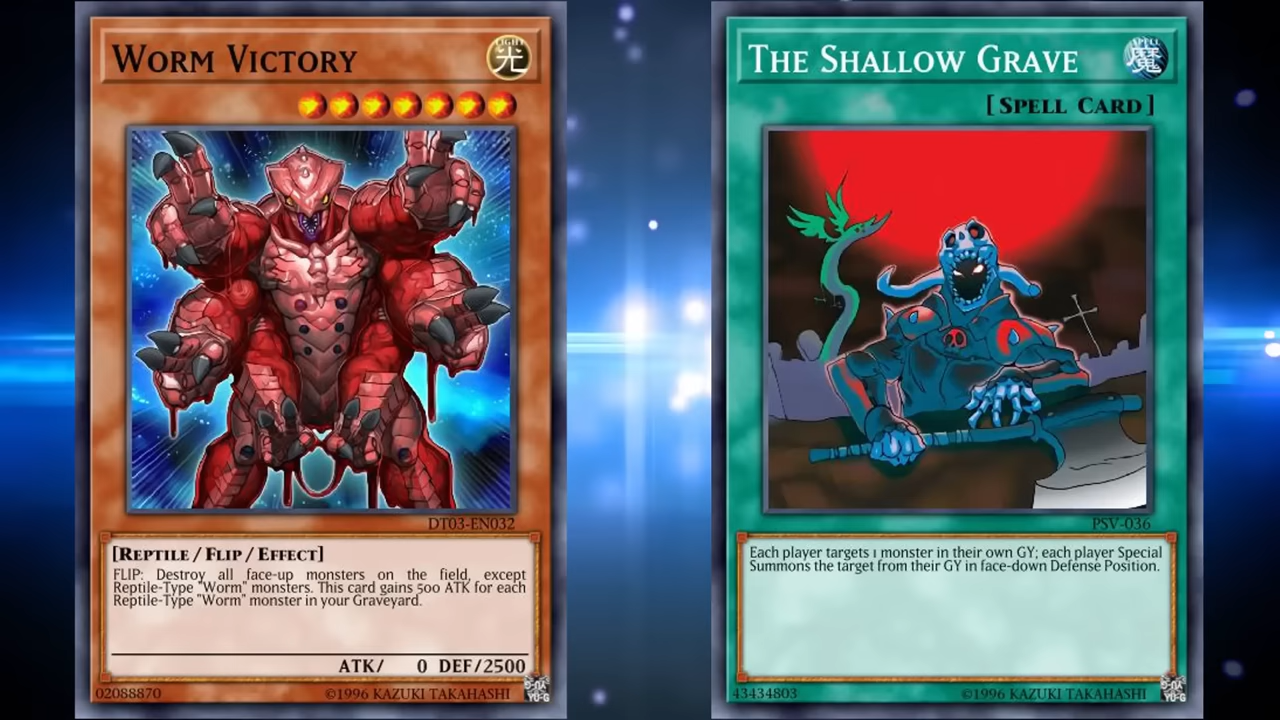 WORM VICTORY
LIGHT
光
DT03-EN032
[REPTILE / FLIP / EFFECT]
FLIP: Destroy all face-up monsters on the field, except
Reptile-Type "Worm" monsters. This card gains 500 ATK for each
Reptile-Type "Worm" monster in your Graveyard.
ATK/ 0 DEF/2500
02088870
©1996 KAZUKI TAKAHASHI
THE SHALLOW GRAVE
SPELL
魔
[SPELL CARD]
PSV-036
Each player targets 1 monster in their own GY; each player Special
Summons the target from their GY in face-down Defense Position.
43434803
©1996 KAZUKI TAKAHASHI